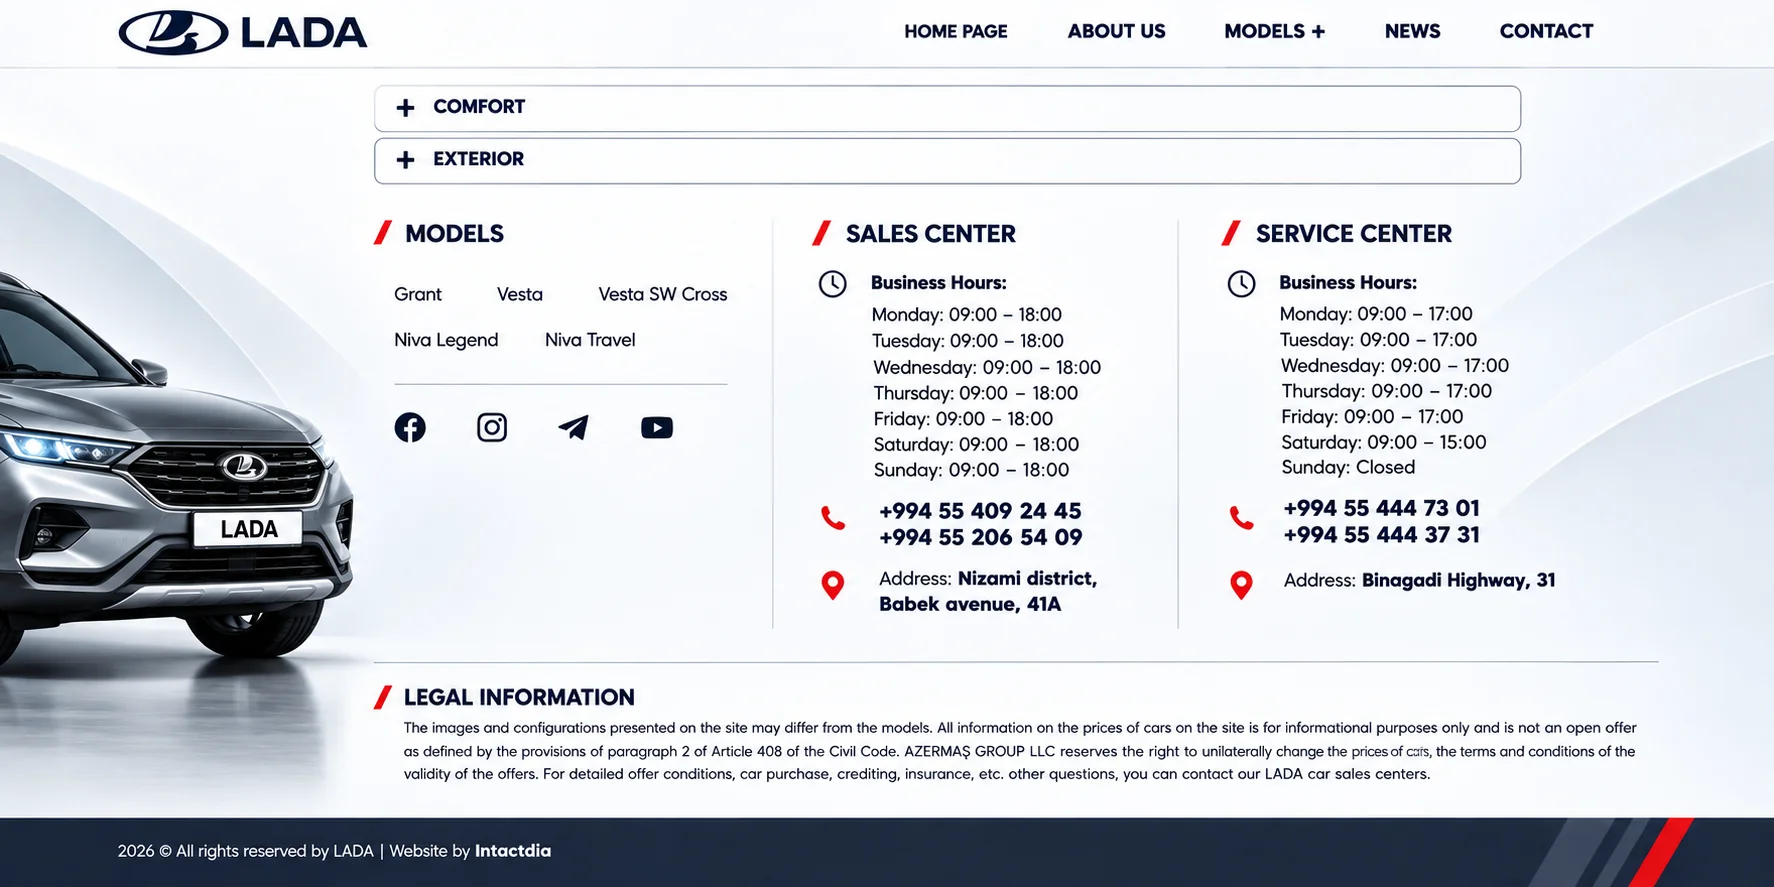 LADA
HOME PAGE
ABOUT US
MODELS +
NEWS
CONTACT
+ COMFORT
+ EXTERIOR
MODELS
Grant
Vesta
Vesta SW Cross
Niva Legend
Niva Travel
LADA
SALES CENTER
Business Hours:
Monday: 09:00 – 18:00
Tuesday: 09:00 – 18:00
Wednesday: 09:00 – 18:00
Thursday: 09:00 – 18:00
Friday: 09:00 – 18:00
Saturday: 09:00 – 18:00
Sunday: 09:00 – 18:00
+994 55 409 24 45
+994 55 206 54 09
Address: Nizami district,
Babek avenue, 41A
SERVICE CENTER
Business Hours:
Monday: 09:00 – 17:00
Tuesday: 09:00 – 17:00
Wednesday: 09:00 – 17:00
Thursday: 09:00 – 17:00
Friday: 09:00 – 17:00
Saturday: 09:00 – 15:00
Sunday: Closed
+994 55 444 73 01
+994 55 444 37 31
Address: Binagadi Highway, 31
LEGAL INFORMATION
The images and configurations presented on the site may differ from the models. All information on the prices of cars on the site is for informational purposes only and is not an open offer
as defined by the provisions of paragraph 2 of Article 408 of the Civil Code. AZERMAŞ GROUP LLC reserves the right to unilaterally change the prices of cars, the terms and conditions of the
validity of the offers. For detailed offer conditions, car purchase, crediting, insurance, etc. other questions, you can contact our LADA car sales centers.
2026 © All rights reserved by LADA | Website by Intactdia